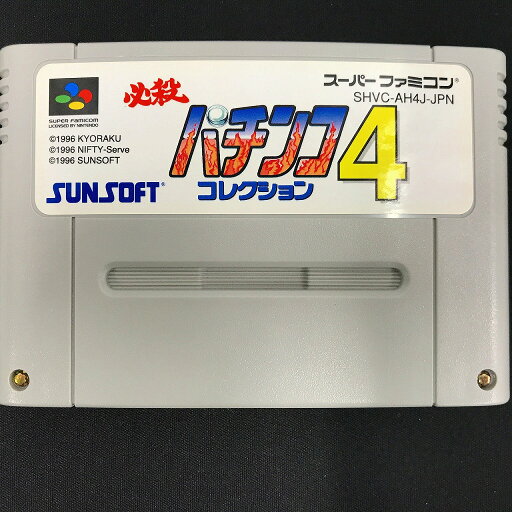 SUPER FAMICOM
LICENSED BY NINTENDO
©1996 KYORAKU
©1996 NIFTY-Serve
©1996 SUNSOFT
SUNSOFT®
必殺
パチンコ
コレクション
4
スーパーファミコン®
SHVC-AH4J-JPN